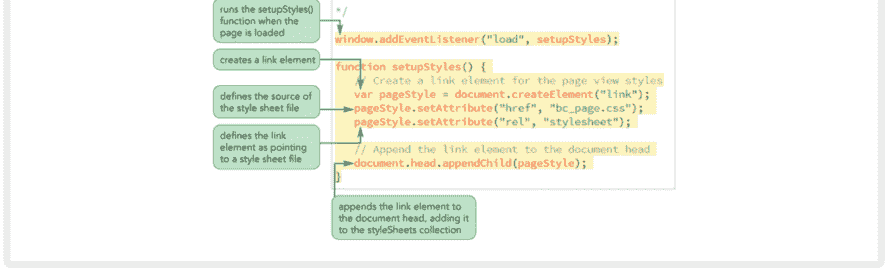 runs the setupStyles()
function when the
page is loaded
*/
window.addEventListener("load", setupStyles);
creates a link element
function setupStyles() {
// Create a link element for the page view styles
var pageStyle = document.createElement("link");
defines the source of
the style sheet file
pageStyle.setAttribute("href", "bc_page.css");
pageStyle.setAttribute("rel", "stylesheet");
defines the link
element as pointing
to a style sheet file
// Append the link element to the document head
document.head.appendChild(pageStyle);
}
appends the link element to
the document head, adding it
to the styleSheets collection